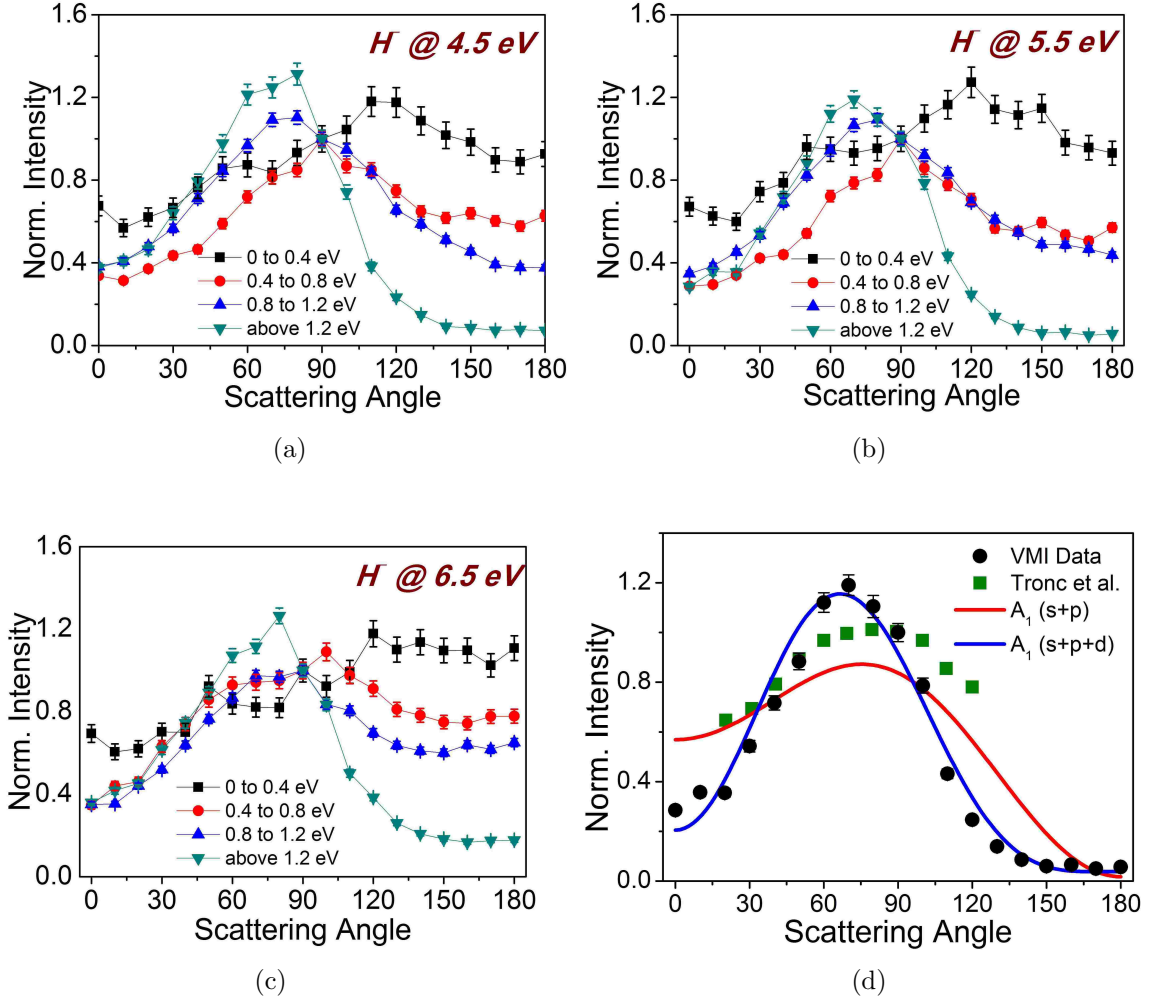 1.6
1.2
0.8
0.4
0.0
Norm. Intensity
H⁻ @ 4.5 eV
0 to 0.4 eV
0.4 to 0.8 eV
0.8 to 1.2 eV
above 1.2 eV
0 30 60 90 120 150 180
Scattering Angle
(a)
1.6
1.2
0.8
0.4
0.0
Norm. Intensity
H⁻ @ 5.5 eV
0 to 0.4 eV
0.4 to 0.8 eV
0.8 to 1.2 eV
above 1.2 eV
0 30 60 90 120 150 180
Scattering Angle
(b)
1.6
1.2
0.8
0.4
0.0
Norm. Intensity
H⁻ @ 6.5 eV
0 to 0.4 eV
0.4 to 0.8 eV
0.8 to 1.2 eV
above 1.2 eV
0 30 60 90 120 150 180
Scattering Angle
(c)
1.2
0.8
0.4
0.0
Norm. Intensity
VMI Data
Tronc et al.
A₁ (s+p)
A₁ (s+p+d)
0 30 60 90 120 150 180
Scattering Angle
(d)